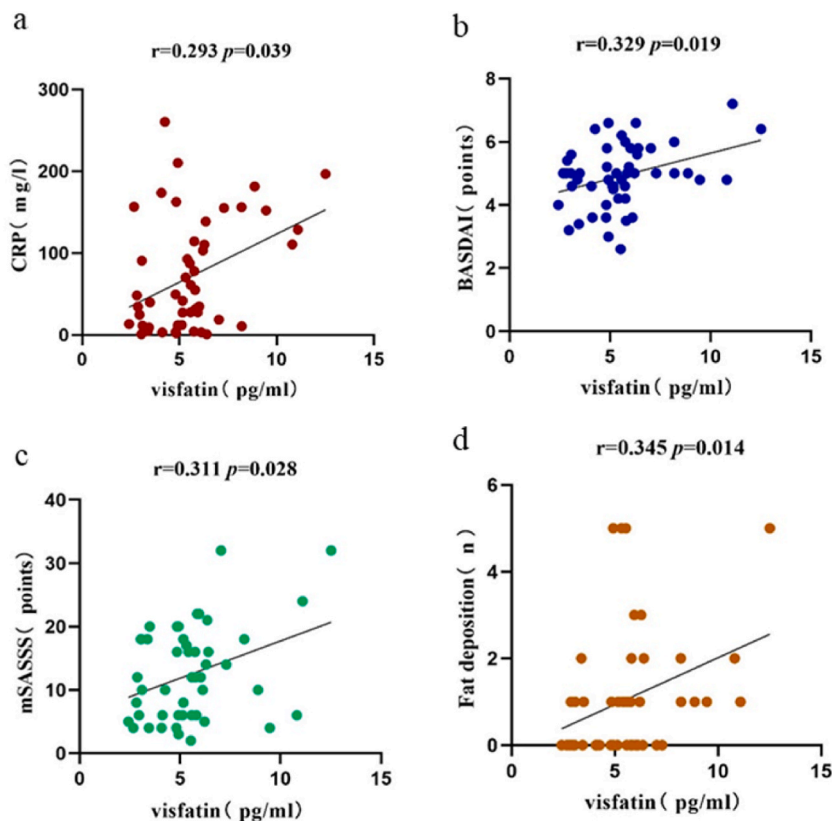 a
r=0.293 p=0.039
CRP( mg/l)
300
200
100
0
0 5 10 15
visfatin( pg/ml)
b
r=0.329 p=0.019
BASDAI( points)
8
6
4
2
0
0 5 10 15
visfatin( pg/ml)
c
r=0.311 p=0.028
mSASSS( points)
40
30
20
10
0
0 5 10 15
visfatin( pg/ml)
d
r=0.345 p=0.014
Fat deposition( n)
6
4
2
0
0 5 10 15
visfatin( pg/ml)